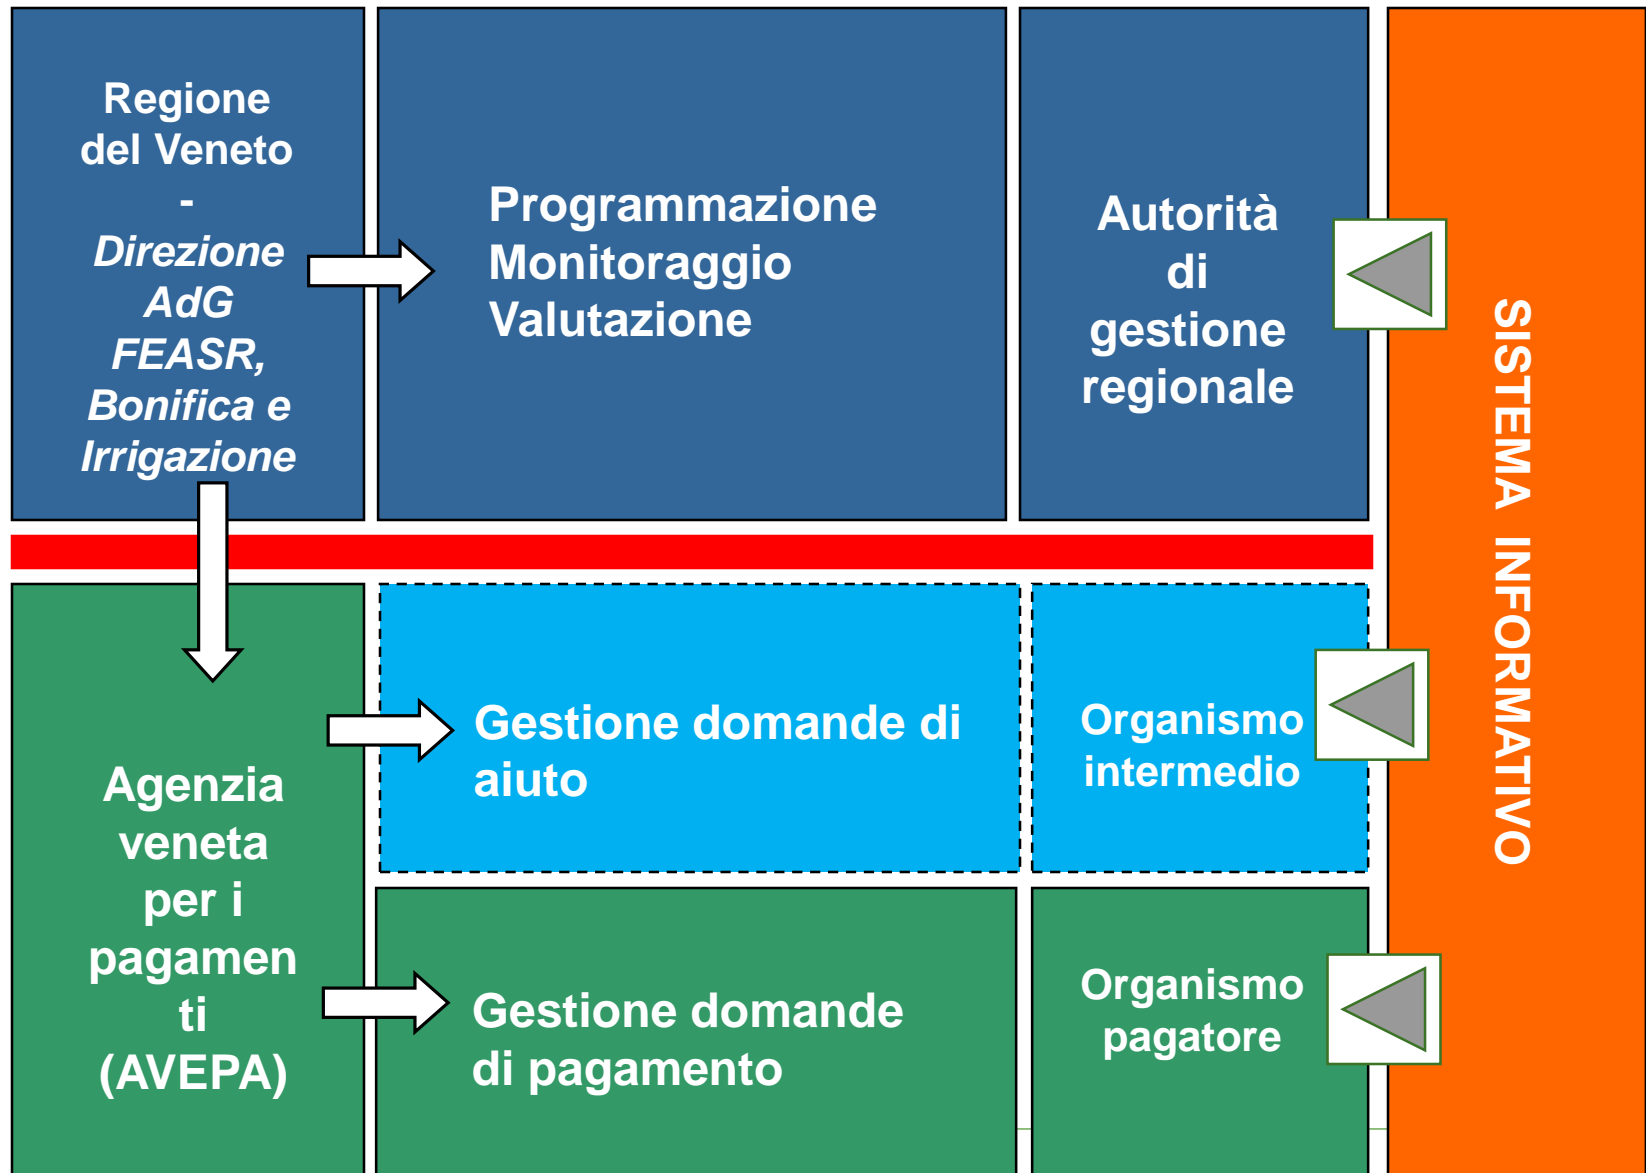 Regione
del Veneto
-
Direzione
AdG
FEASR,
Bonifica e
Irrigazione
Programmazione
Monitoraggio
Valutazione
Autorità
di
gestione
regionale
Agenzia
veneta
per i
pagamen
ti
(AVEPA)
Gestione domande di
aiuto
Organismo
intermedio
Gestione domande
di pagamento
Organismo
pagatore
SISTEMA INFORMATIVO